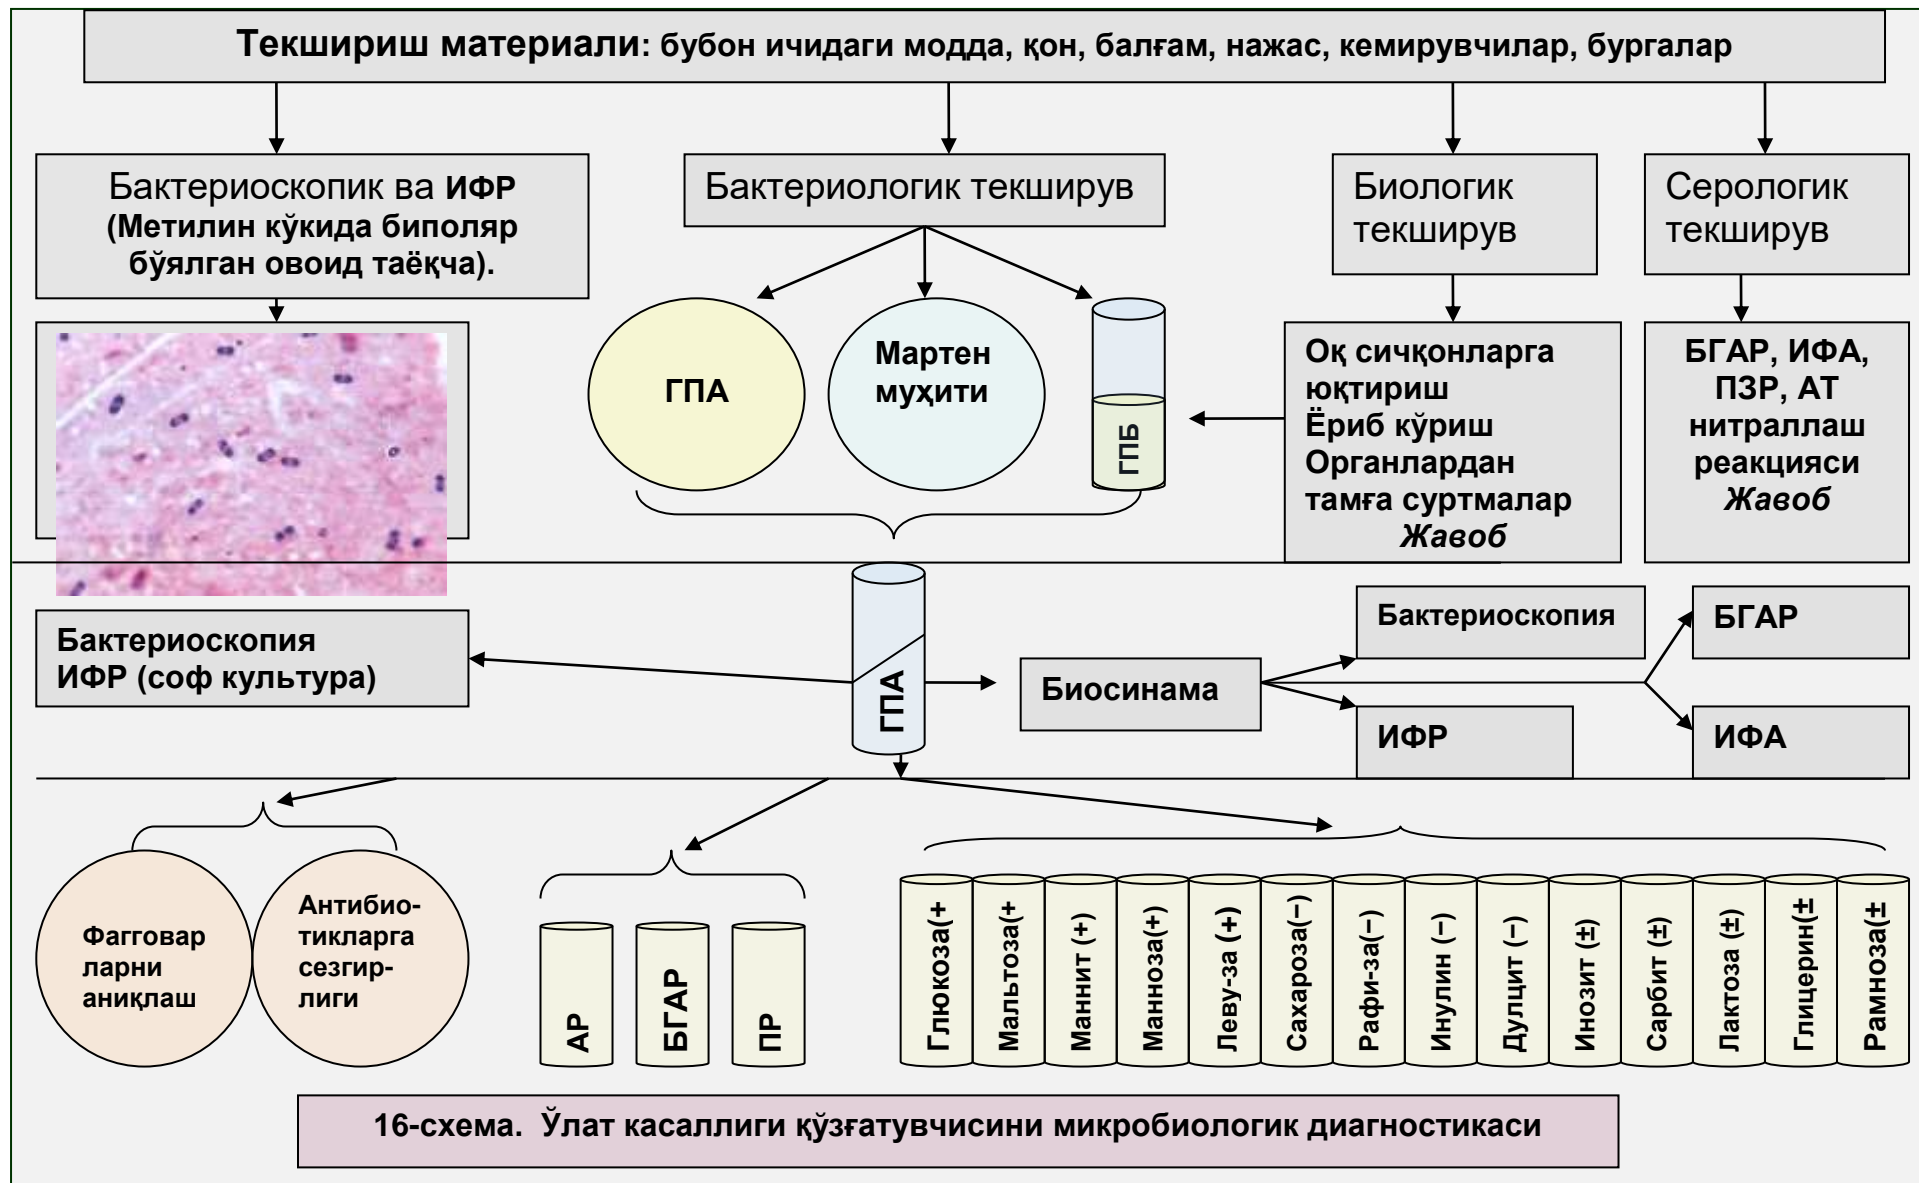 Текшириш материали: бубон ичидаги модда, қон, балғам, нажас, кемирувчилар, бургалар
Бактериоскопик ва ИФР
(Метилин кўкида биполяр
бўялган овоид таёқча).
Бактериологик текширув
Биологик
текширув
Серологик
текширув
ГПА
Мартен
муҳити
ГПБ
Оқ сичқонларга
юқтириш
Ёриб кўриш
Органлардан
тамға суртмалар
Жавоб
БГАР, ИФА,
ПЗР, АТ
нитраллаш
реакцияси
Жавоб
Бактериоскопия
ИФР (соф культура)
ГПА
Биосинама
Бактериоскопия
ИФР
БГАР
ИФА
Фагговар
ларни
аниқлаш
Антибио-
тикларга
сезгир-
лиги
АР
БГАР
ПР
Глюкоза(+
Мальтоза(+
Маннит (+)
Манноза(+)
Леву-за (+)
Сахароза(−)
Рафи-за(−)
Инулин (−)
Дулцит (−)
Инозит (±)
Сарбит (±)
Лактоза (±)
Глицерин(±
Рамноза(±
16-схема. Ўлат касаллиги қўзғатувчисини микробиологик диагностикаси